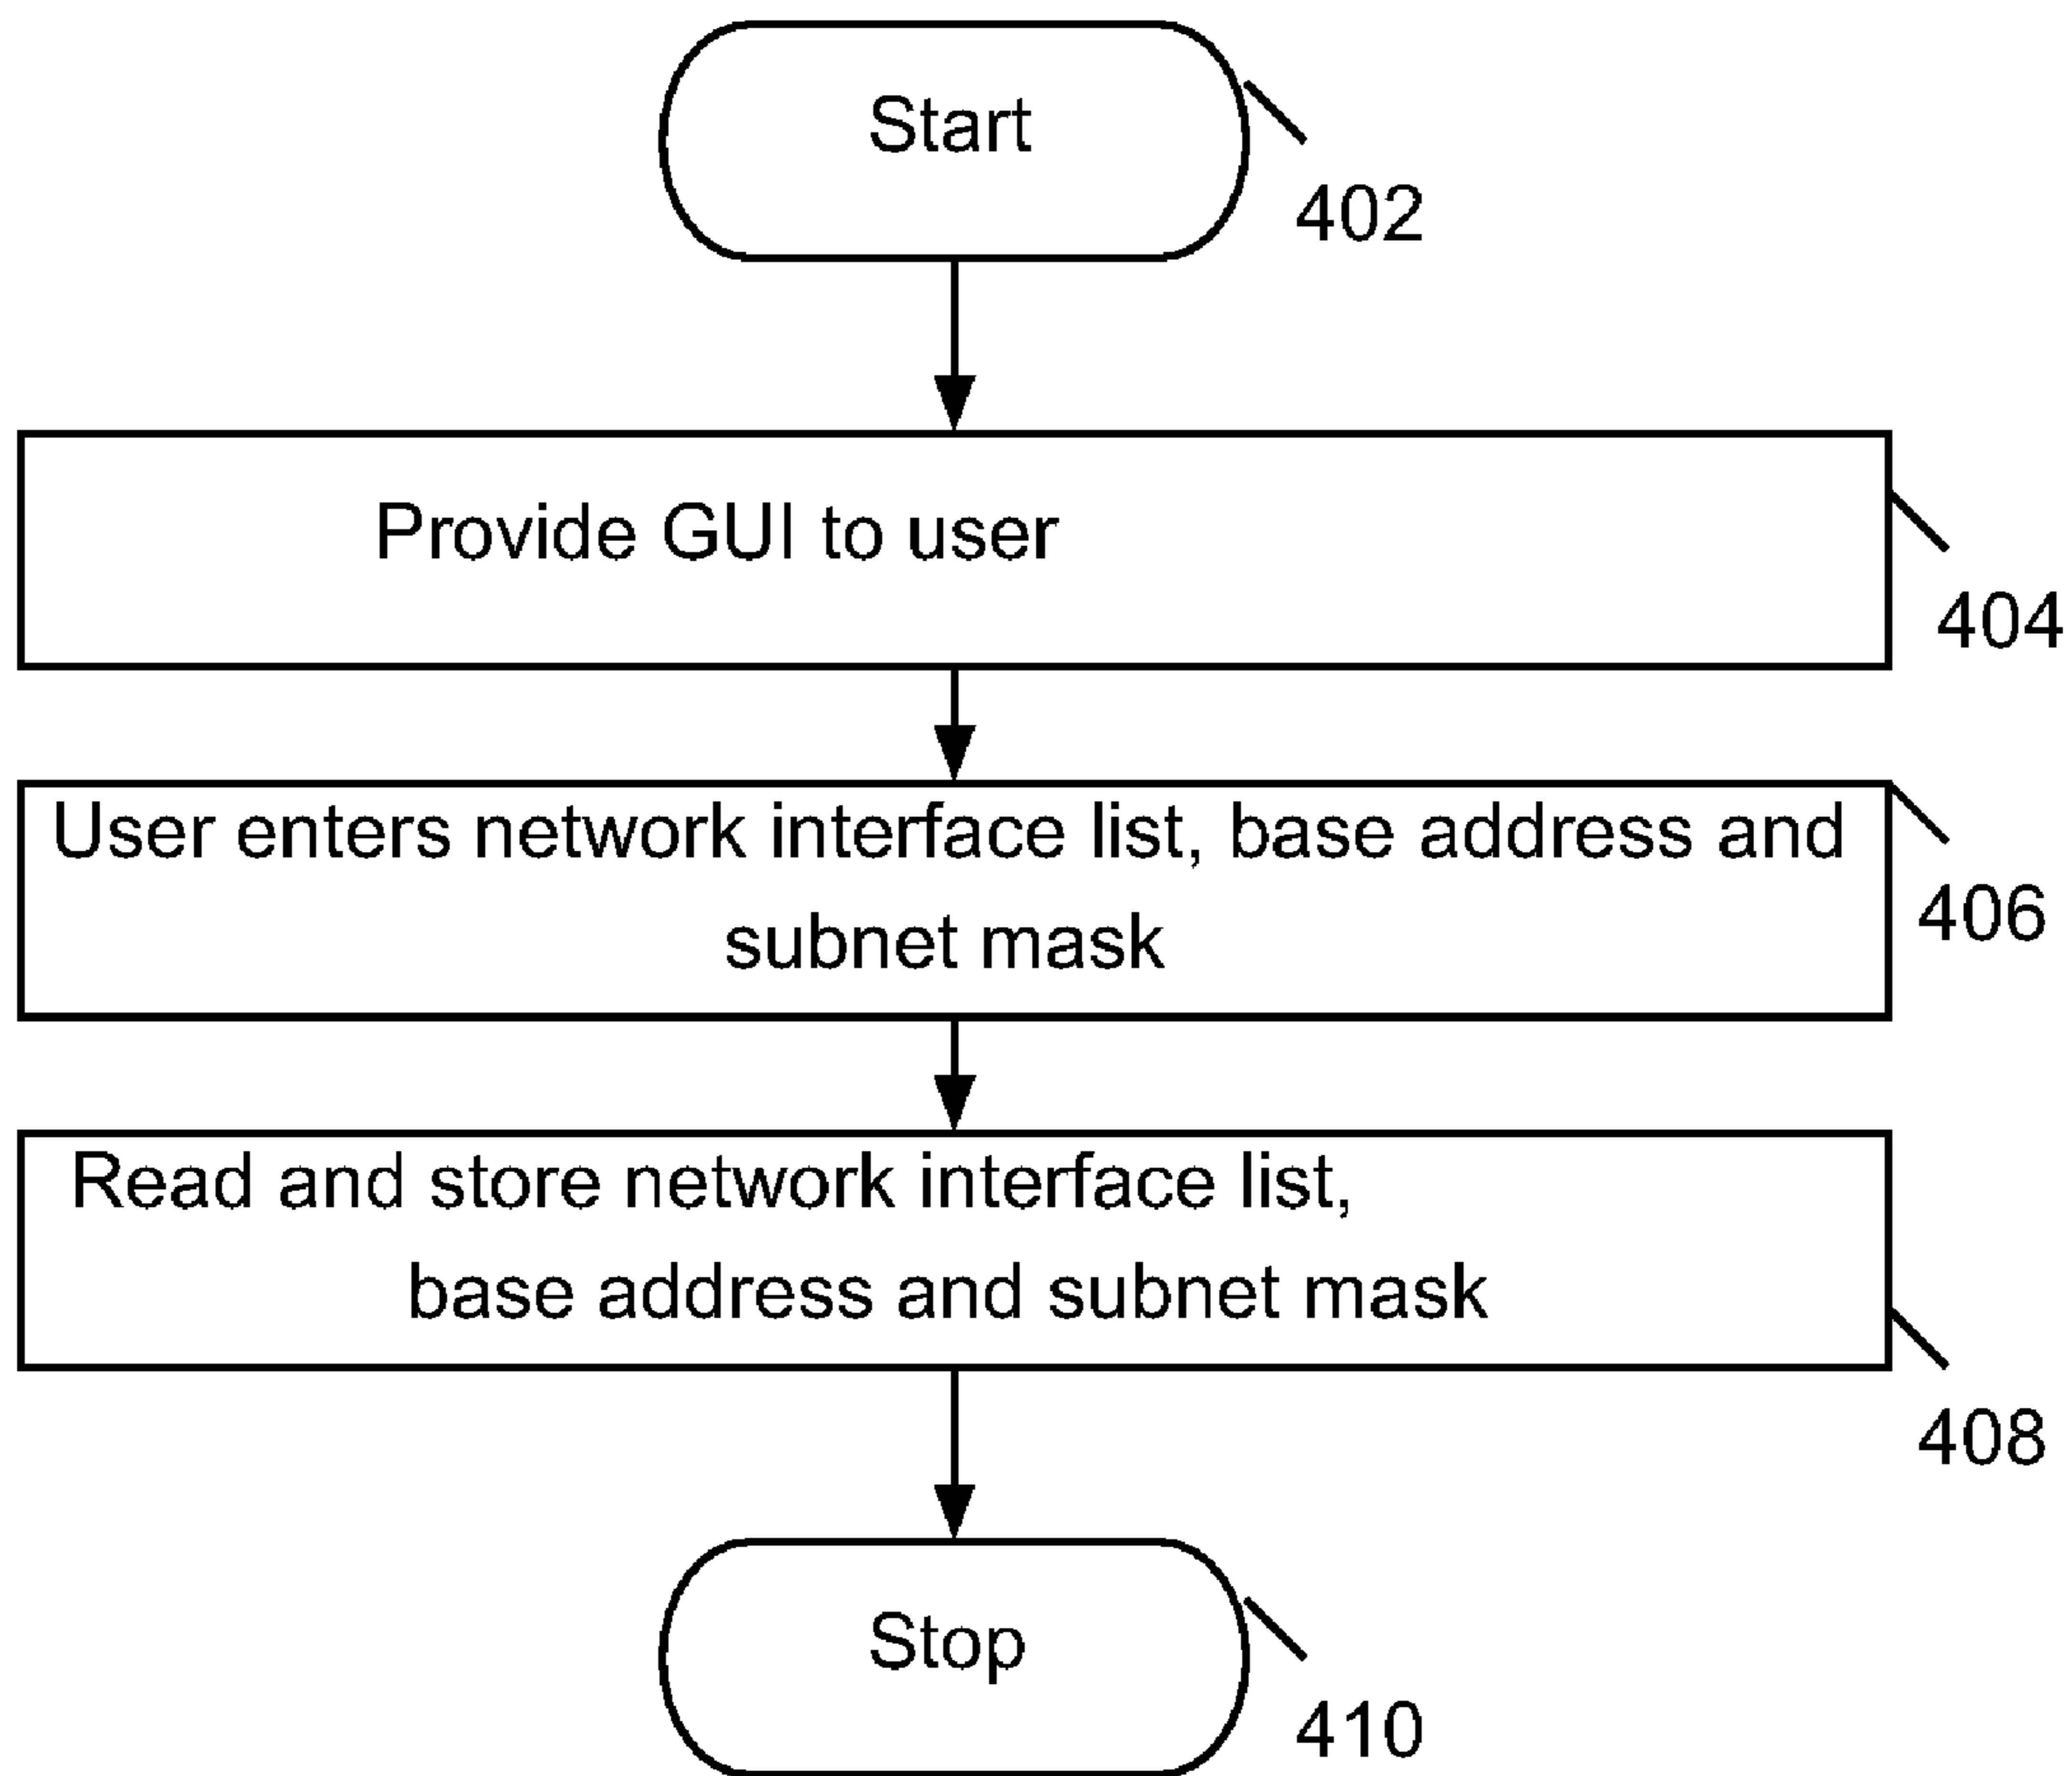 Start
402
Provide GUI to user
404
User enters network interface list, base address and
subnet mask
406
Read and store network interface list,
base address and subnet mask
408
Stop
410